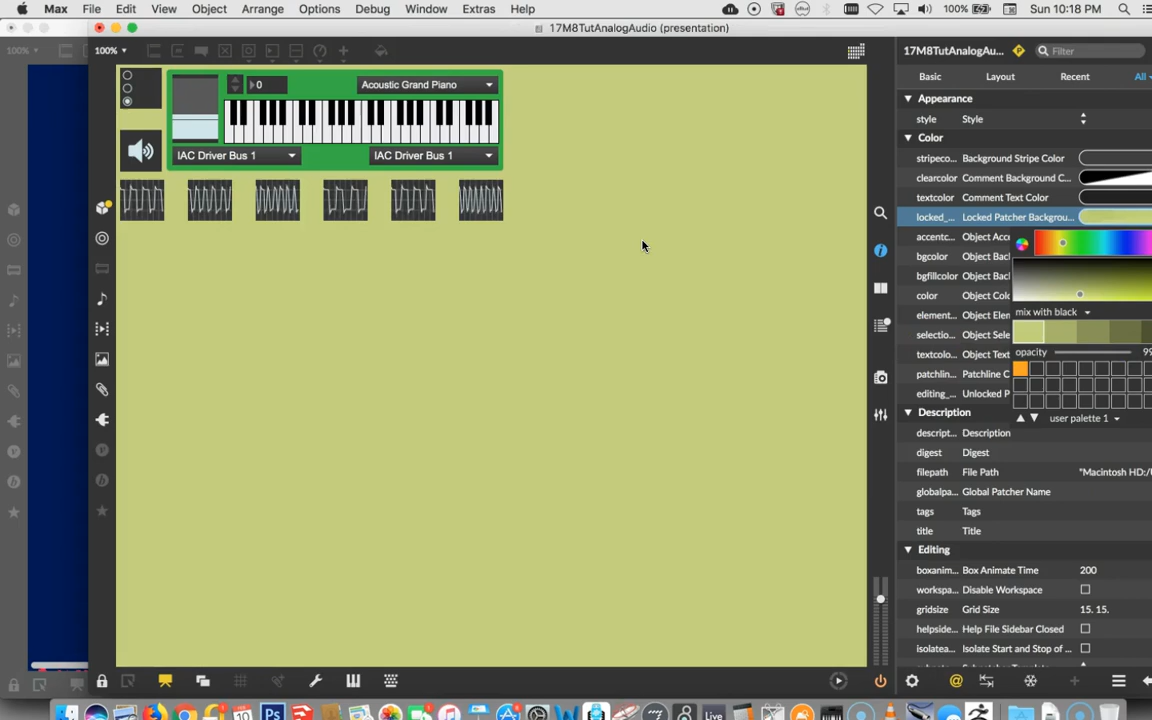 Max File Edit View Object Arrange Options Debug Window Extras Help 100% Sun 10:18 PM
17M8TutAnalogAudio (presentation)
100% 100% 17M8TutAnalogAu... Filter
Basic Layout Recent All
0 Acoustic Grand Piano
IAC Driver Bus 1 IAC Driver Bus 1
Appearance
style Style
Color
stripeco... Background Stripe Color
clearcolor Comment Background C...
textcolor Comment Text Color
locked_... Locked Patcher Backgrou...
accentc... Object Acc
bgcolor Object Bac
bgfillcolor Object Bac
color Object Colo
element... Object Elen
selectio... Object Sele
textcolo... Object Text
patchlin... Patchline C
editing_... Unlocked P
mix with black
opacity 99
user palette 1
Description
descript... Description
digest Digest
filepath File Path "Macintosh HD:/
globalpa... Global Patcher Name
tags Tags
title Title
Editing
boxanim... Box Animate Time 200
workspa... Disable Workspace
gridsize Grid Size 15. 15.
helpside... Help File Sidebar Closed
isolatea... Isolate Start and Stop of ...
Ps
Live